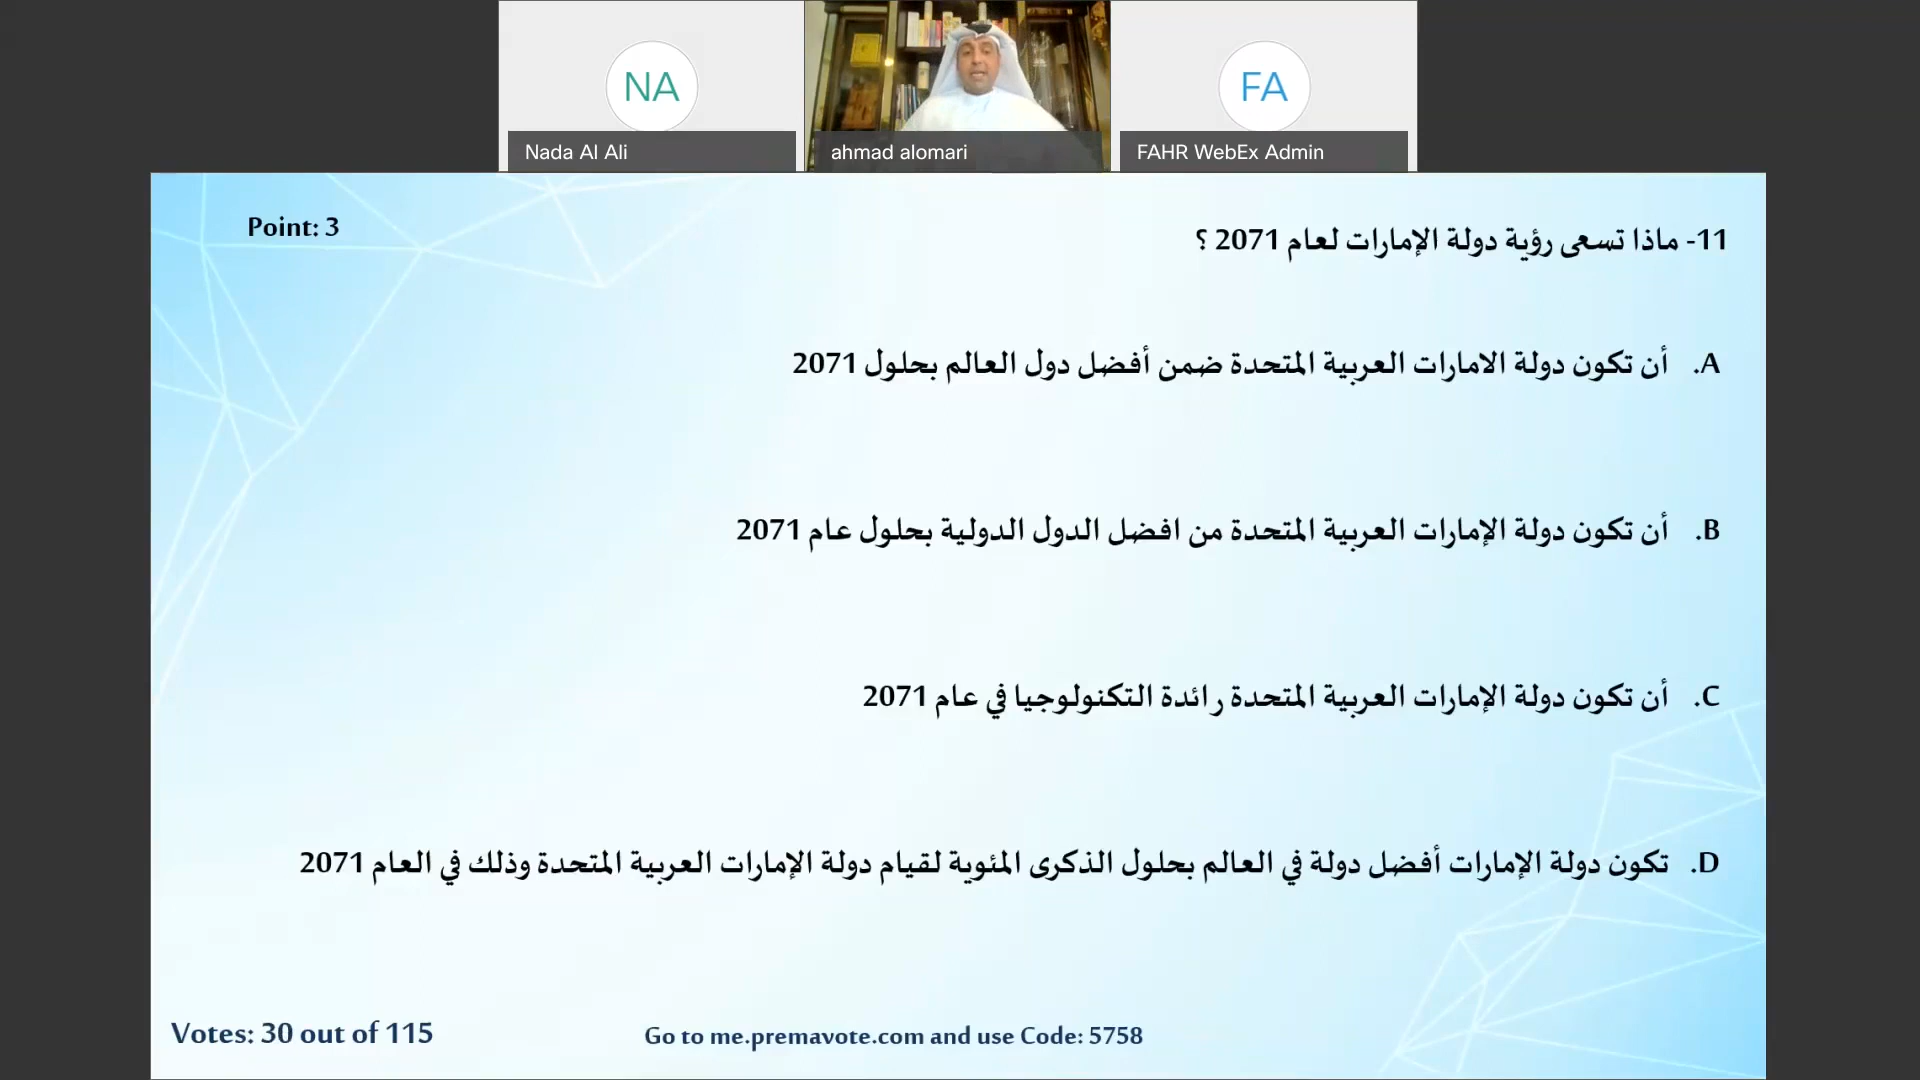 NA
Nada Al Ali
ahmad alomari
FA
FAHR WebEx Admin
Point: 3
11- ماذا تسعى رؤية دولة الإمارات لعام 2071 ؟
A. أن تكون دولة الامارات العربية المتحدة ضمن أفضل دول العالم بحلول 2071
B. أن تكون دولة الإمارات العربية المتحدة من افضل الدول الدولية بحلول عام 2071
C. أن تكون دولة الإمارات العربية المتحدة رائدة التكنولوجيا في عام 2071
D. تكون دولة الإمارات أفضل دولة في العالم بحلول الذكرى المئوية لقيام دولة الإمارات العربية المتحدة وذلك في العام 2071
Votes: 30 out of 115
Go to me.premavote.com and use Code: 5758